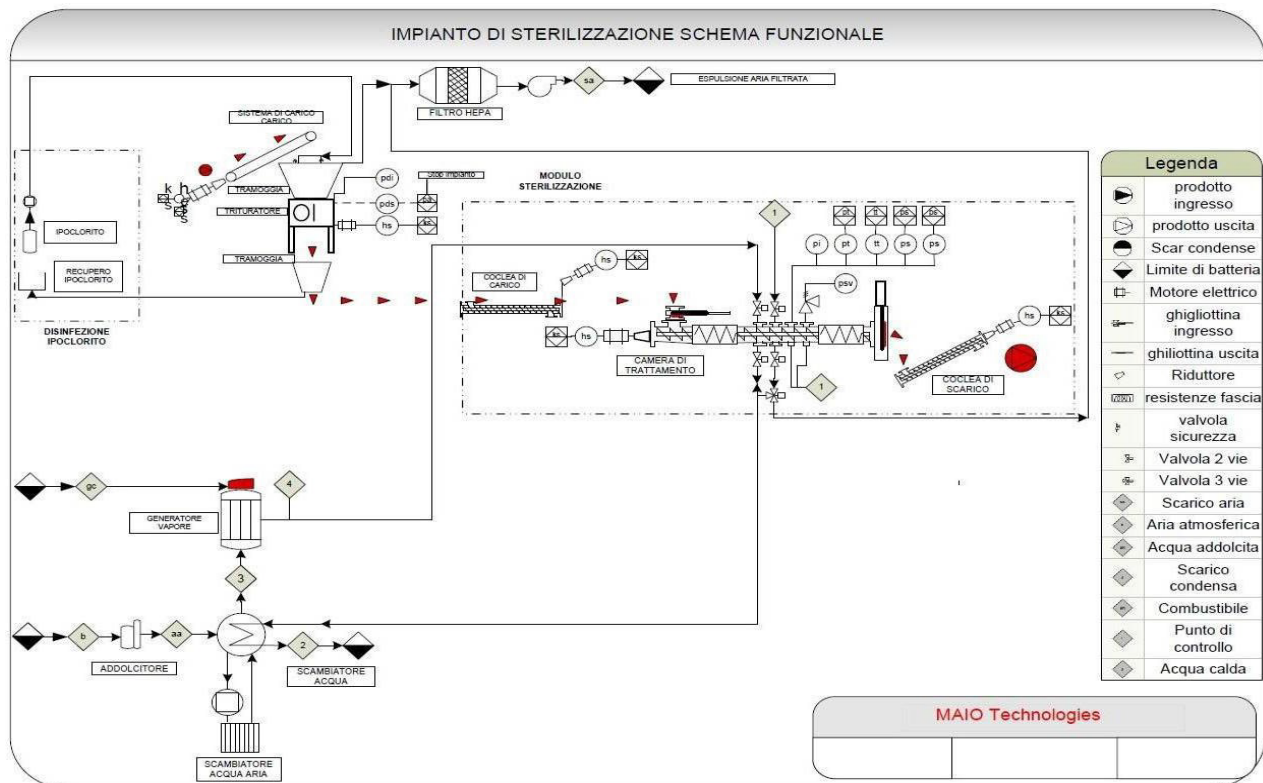 IMPIANTO DI STERILIZZAZIONE SCHEMA FUNZIONALE
sa
ESPULSIONE ARIA FILTRATA
FILTRO HEPA
SISTEMA DI CARICO
CARICO
k
h
s
s
TRAMOGGIA
pdi
Stop Impianto
MODULO
STERILIZZAZIONE
TRITURATORE
pds
hs
TRAMOGGIA
IPOCLORITO
RECUPERO
IPOCLORITO
DISINFEZIONE
IPOCLORITO
1
pt
tt
ps
ps
pi
pt
tt
ps
ps
psv
hs
COCLEA DI
CARICO
hs
CAMERA DI
TRATTAMENTO
hs
1
COCLEA DI
SCARICO
gc
4
GENERATORE
VAPORE
3
b
aa
2
ADDOLCITORE
SCAMBIATORE
ACQUA
SCAMBIATORE
ACQUA ARIA
Legenda
prodotto
ingresso
prodotto uscita
Scar condense
Limite di batteria
Motore elettrico
ghigliottina
ingresso
ghiliottina uscita
Riduttore
resistenze fascia
valvola
sicurezza
Valvola 2 vie
Valvola 3 vie
Scarico aria
Aria atmosferica
Acqua addolcita
Scarico
condensa
Combustibile
Punto di
controllo
Acqua calda
MAIO Technologies